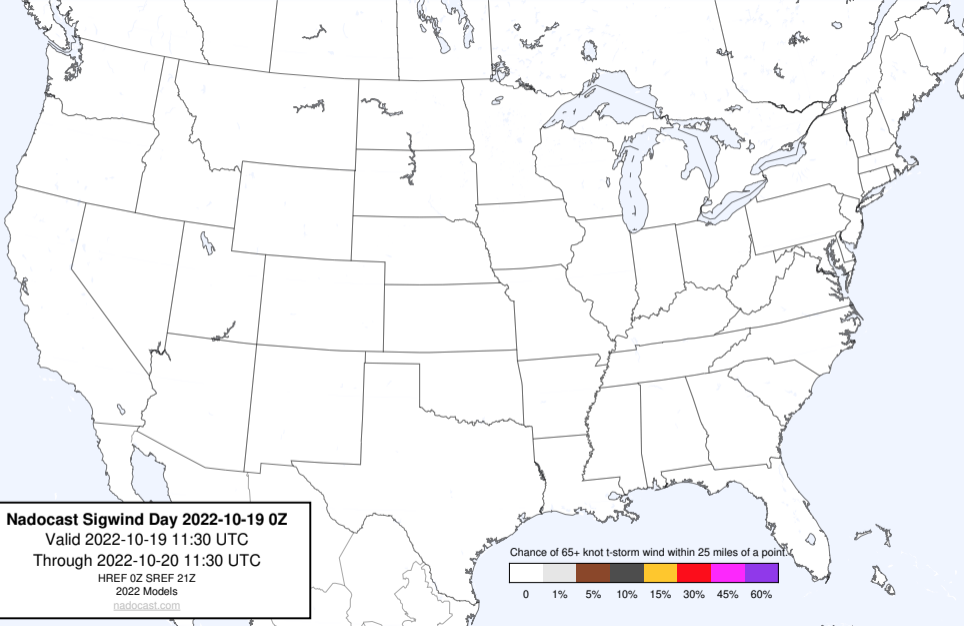 Nadocast Sigwind Day 2022-10-19 0Z
Valid 2022-10-19 11:30 UTC
Through 2022-10-20 11:30 UTC
HREF 0Z SREF 21Z
2022 Models
nadocast.com
Chance of 65+ knot t-storm wind within 25 miles of a point.
0 1% 5% 10% 15% 30% 45% 60%